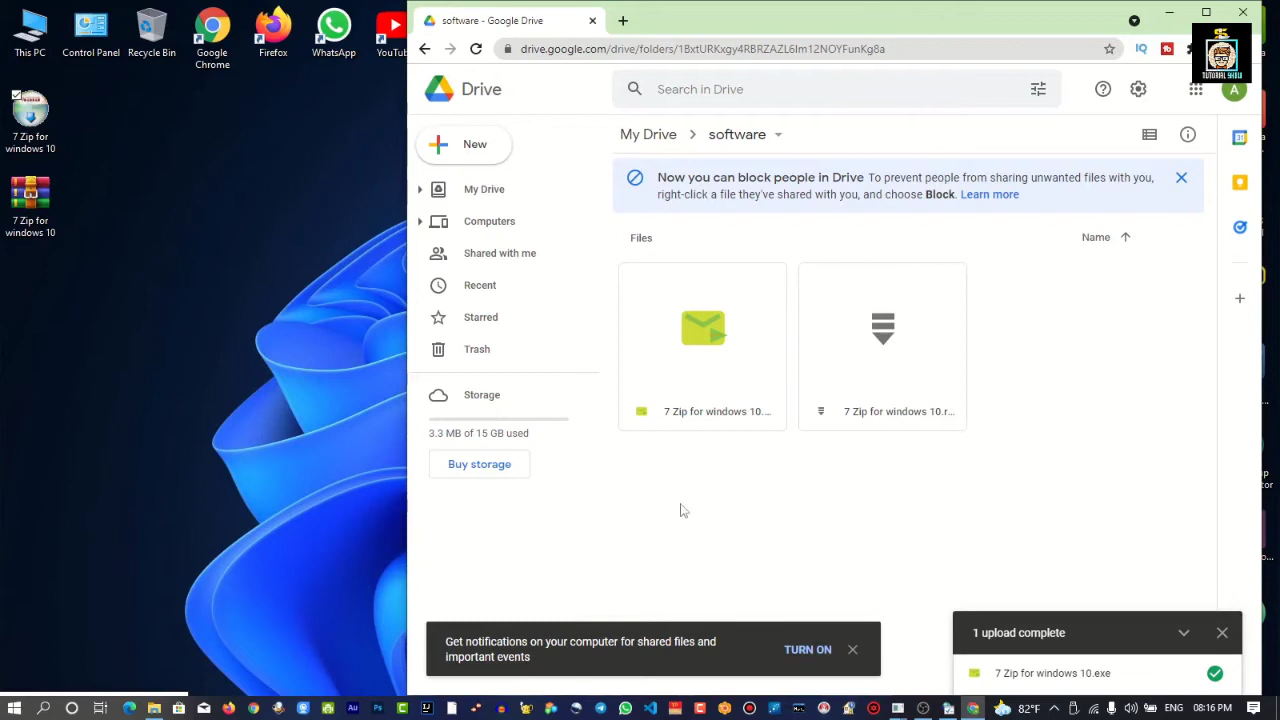 software - Google Drive
drive.google.com/drive/folders/1BxtURKxgy4RBRZAZL6Im12NOYFunKg8a
TUTORIAL SHOW
This PC
Control Panel
Recycle Bin
Google Chrome
Firefox
WhatsApp
YouTub
7 Zip for windows 10
7 Zip for windows 10
Drive
Search in Drive
A
New
My Drive
Computers
Shared with me
Recent
Starred
Trash
Storage
3.3 MB of 15 GB used
Buy storage
My Drive
software
Now you can block people in Drive To prevent people from sharing unwanted files with you,
right-click a file they've shared with you, and choose Block. Learn more
Files
Name
7 Zip for windows 10....
7 Zip for windows 10.r...
Get notifications on your computer for shared files and
important events
TURN ON
1 upload complete
7 Zip for windows 10.exe
82°F
ENG
08:16 PM